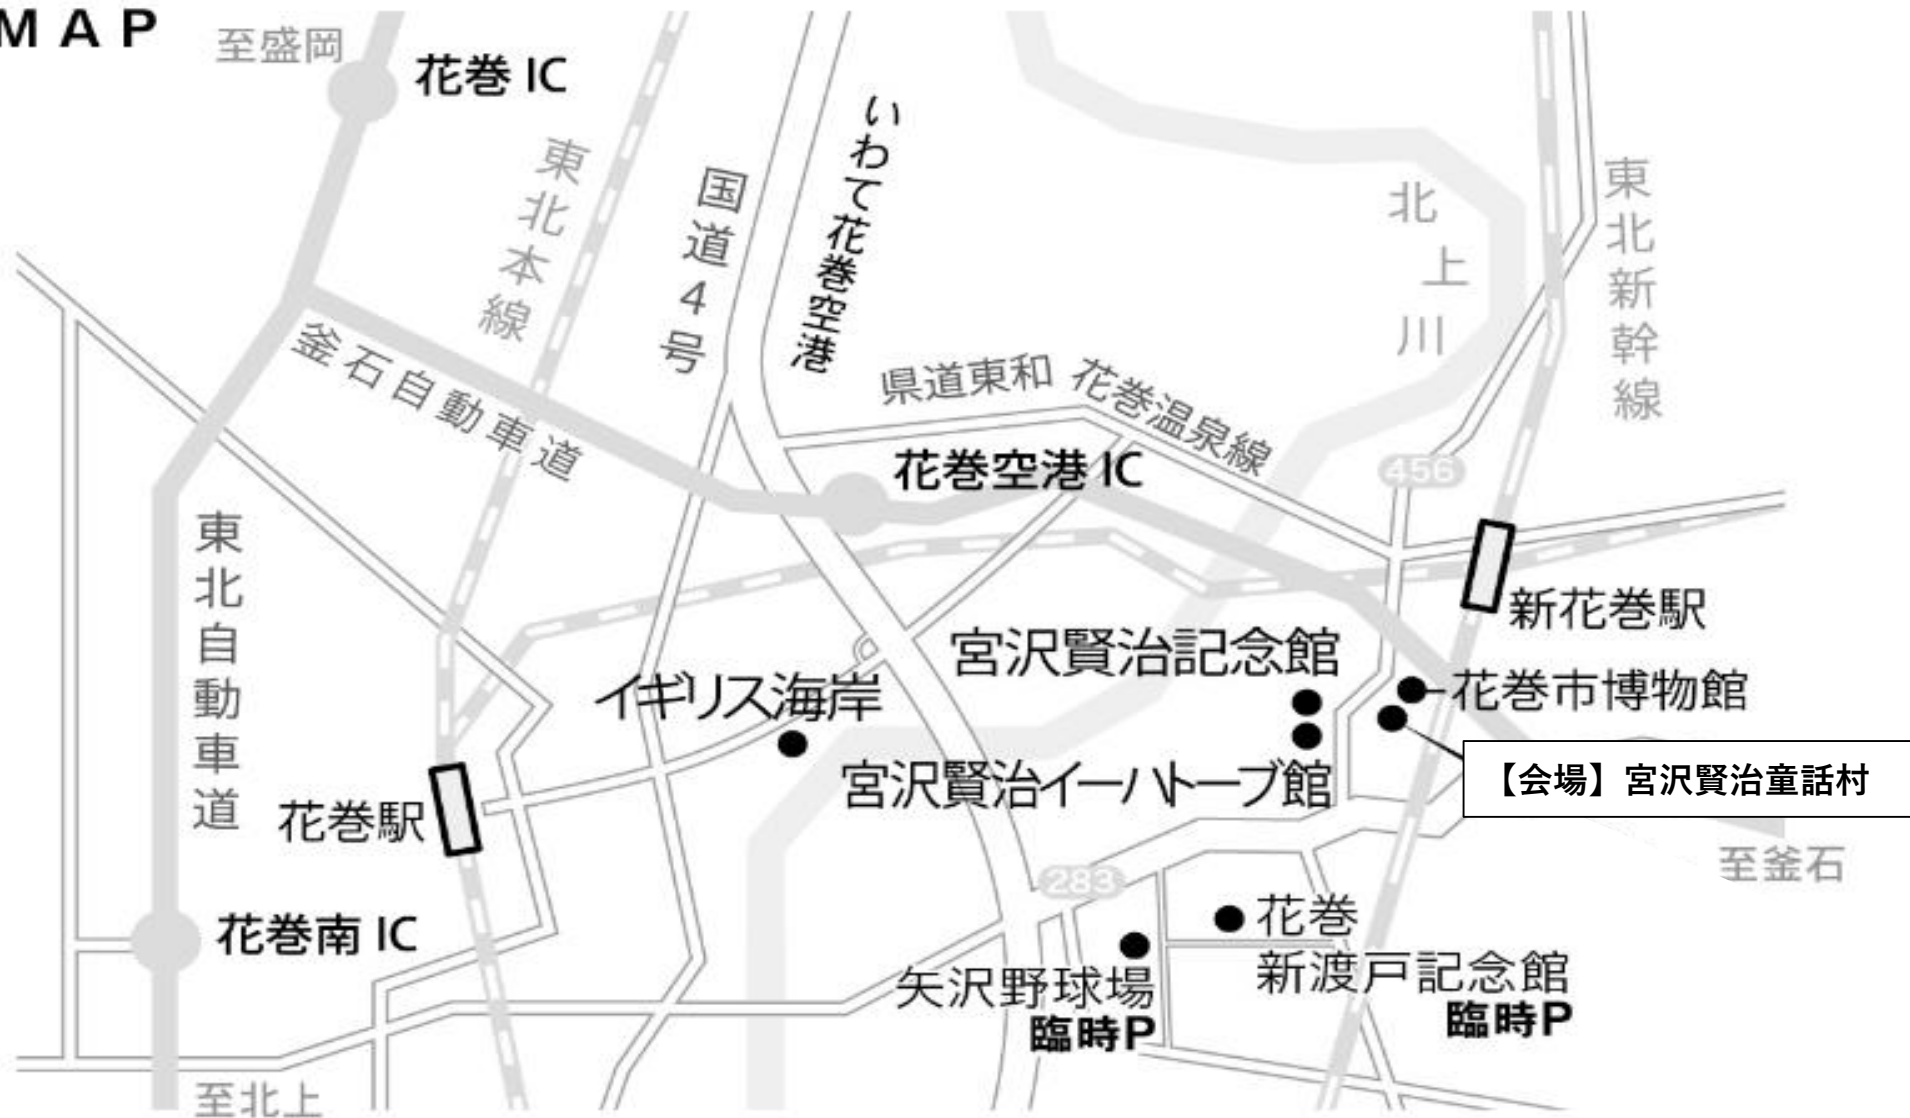 MAP
至盛岡
花巻 IC
東北本線
国道4号
いわて花巻空港
北上川
東北新幹線
釜石自動車道
県道東和 花巻温泉線
花巻空港 IC
456
東北自動車道
新花巻駅
宮沢賢治記念館
イギリス海岸
花巻市博物館
【会場】宮沢賢治童話村
宮沢賢治イーハトーブ館
花巻駅
至釜石
283
花巻
新渡戸記念館
臨時P
花巻南 IC
矢沢野球場
臨時P
至北上